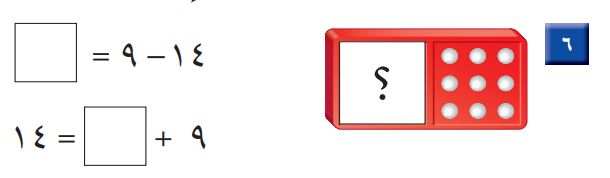 ٦
؟
١٤ – ٩ = □
٩ + □ = ١٤